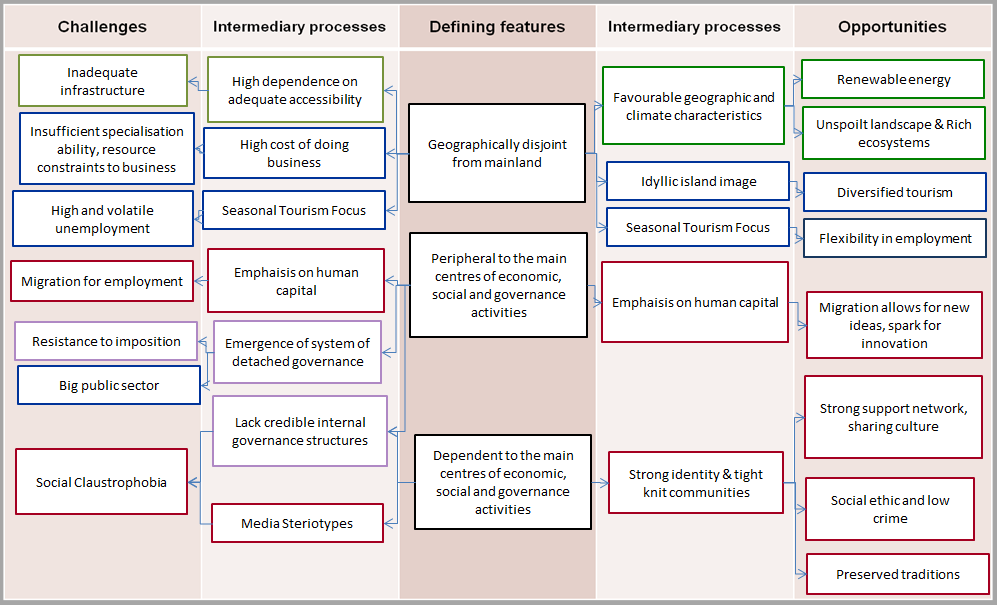 Challenges
Intermediary processes
Defining features
Intermediary processes
Opportunities
Inadequate
infrastructure
Insufficient specialisation
ability, resource
constraints to business
High and volatile
unemployment
Migration for employment
Resistance to imposition
Big public sector
Social Claustrophobia
High dependence on
adequate accessibility
High cost of doing
business
Seasonal Tourism Focus
Emphaisis on human
capital
Emergence of system of
detached governance
Lack credible internal
governance structures
Media Steriotypes
Geographically disjoint
from mainland
Peripheral to the main
centres of economic,
social and governance
activities
Dependent to the main
centres of economic,
social and governance
activities
Favourable geographic and
climate characteristics
Idyllic island image
Seasonal Tourism Focus
Emphaisis on human capital
Strong identity & tight
knit communities
Renewable energy
Unspoilt landscape & Rich
ecosystems
Diversified tourism
Flexibility in employment
Migration allows for new
ideas, spark for
innovation
Strong support network,
sharing culture
Social ethic and low
crime
Preserved traditions